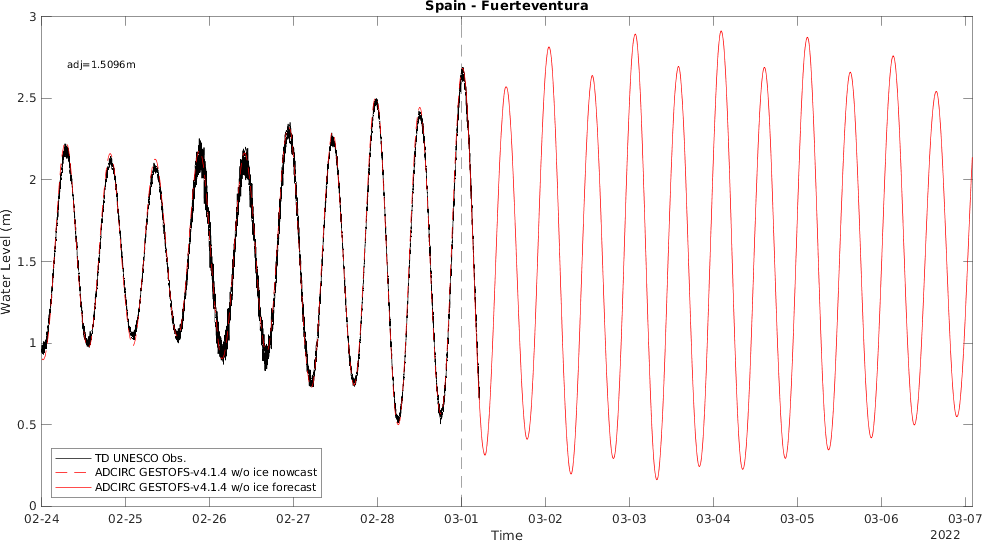 Spain - Fuerteventura
adj=1.5096m
Water Level (m)
3
2.5
2
1.5
1
0.5
0
TD UNESCO Obs.
ADCIRC GESTOFS-v4.1.4 w/o ice nowcast
ADCIRC GESTOFS-v4.1.4 w/o ice forecast
02-24 02-25 02-26 02-27 02-28 03-01 03-02 03-03 03-04 03-05 03-06 03-07
Time
2022